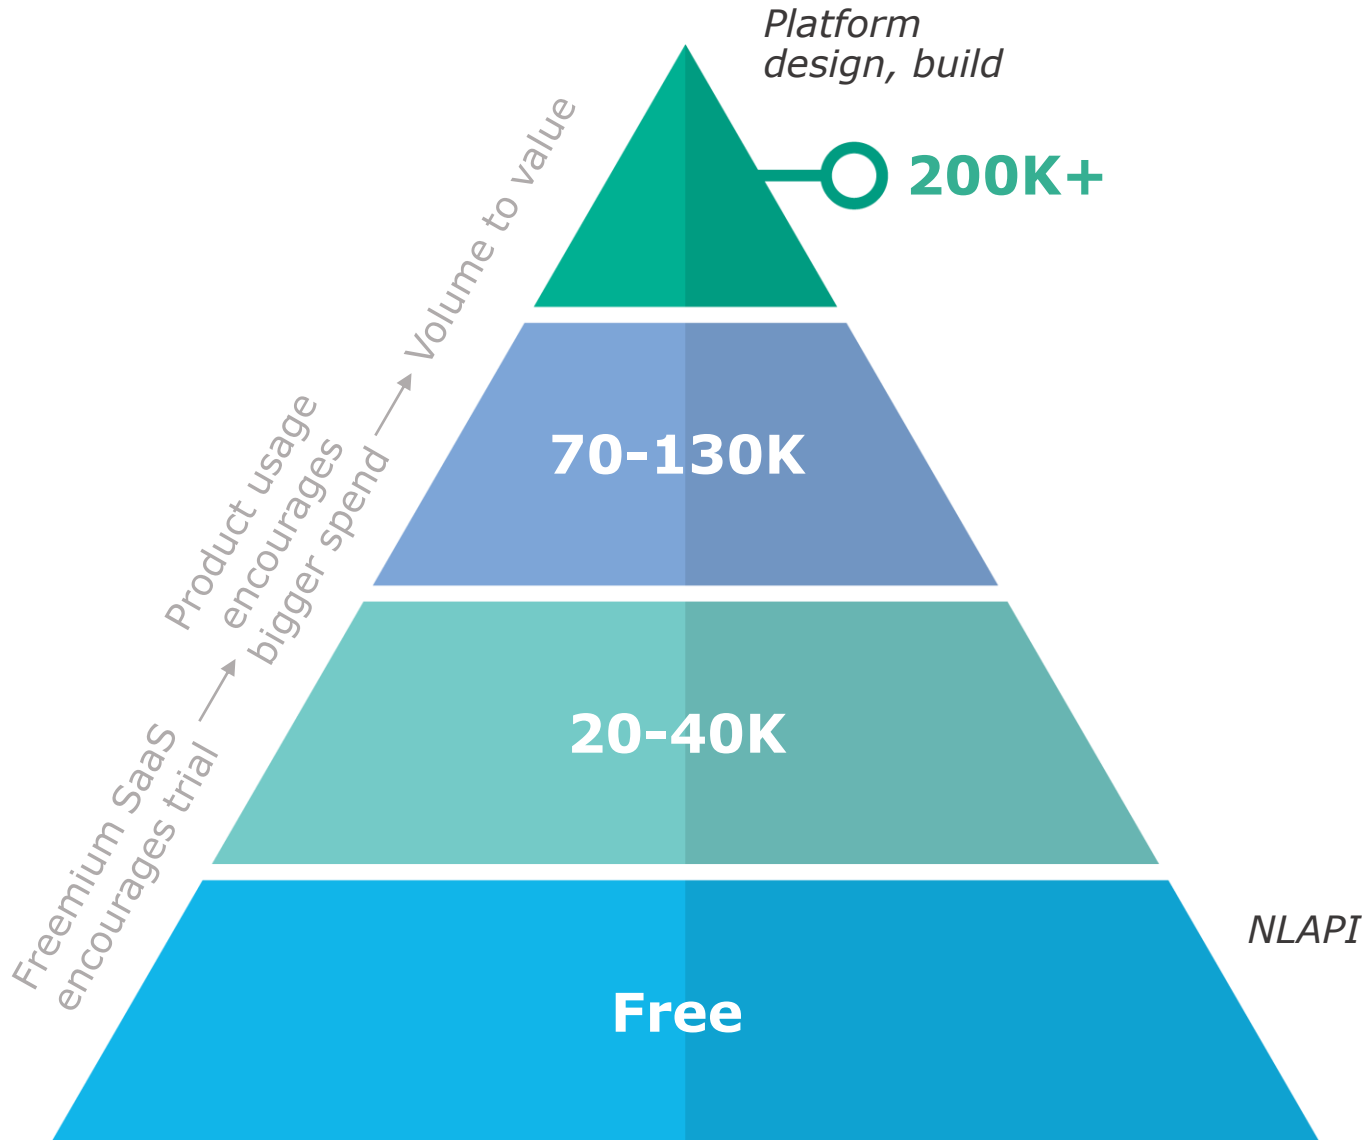 Platform
design, build
200K+
Volume to value
70-130K
Product usage
encourages
bigger spend
20-40K
Freemium SaaS
encourages trial
NLAPI
Free